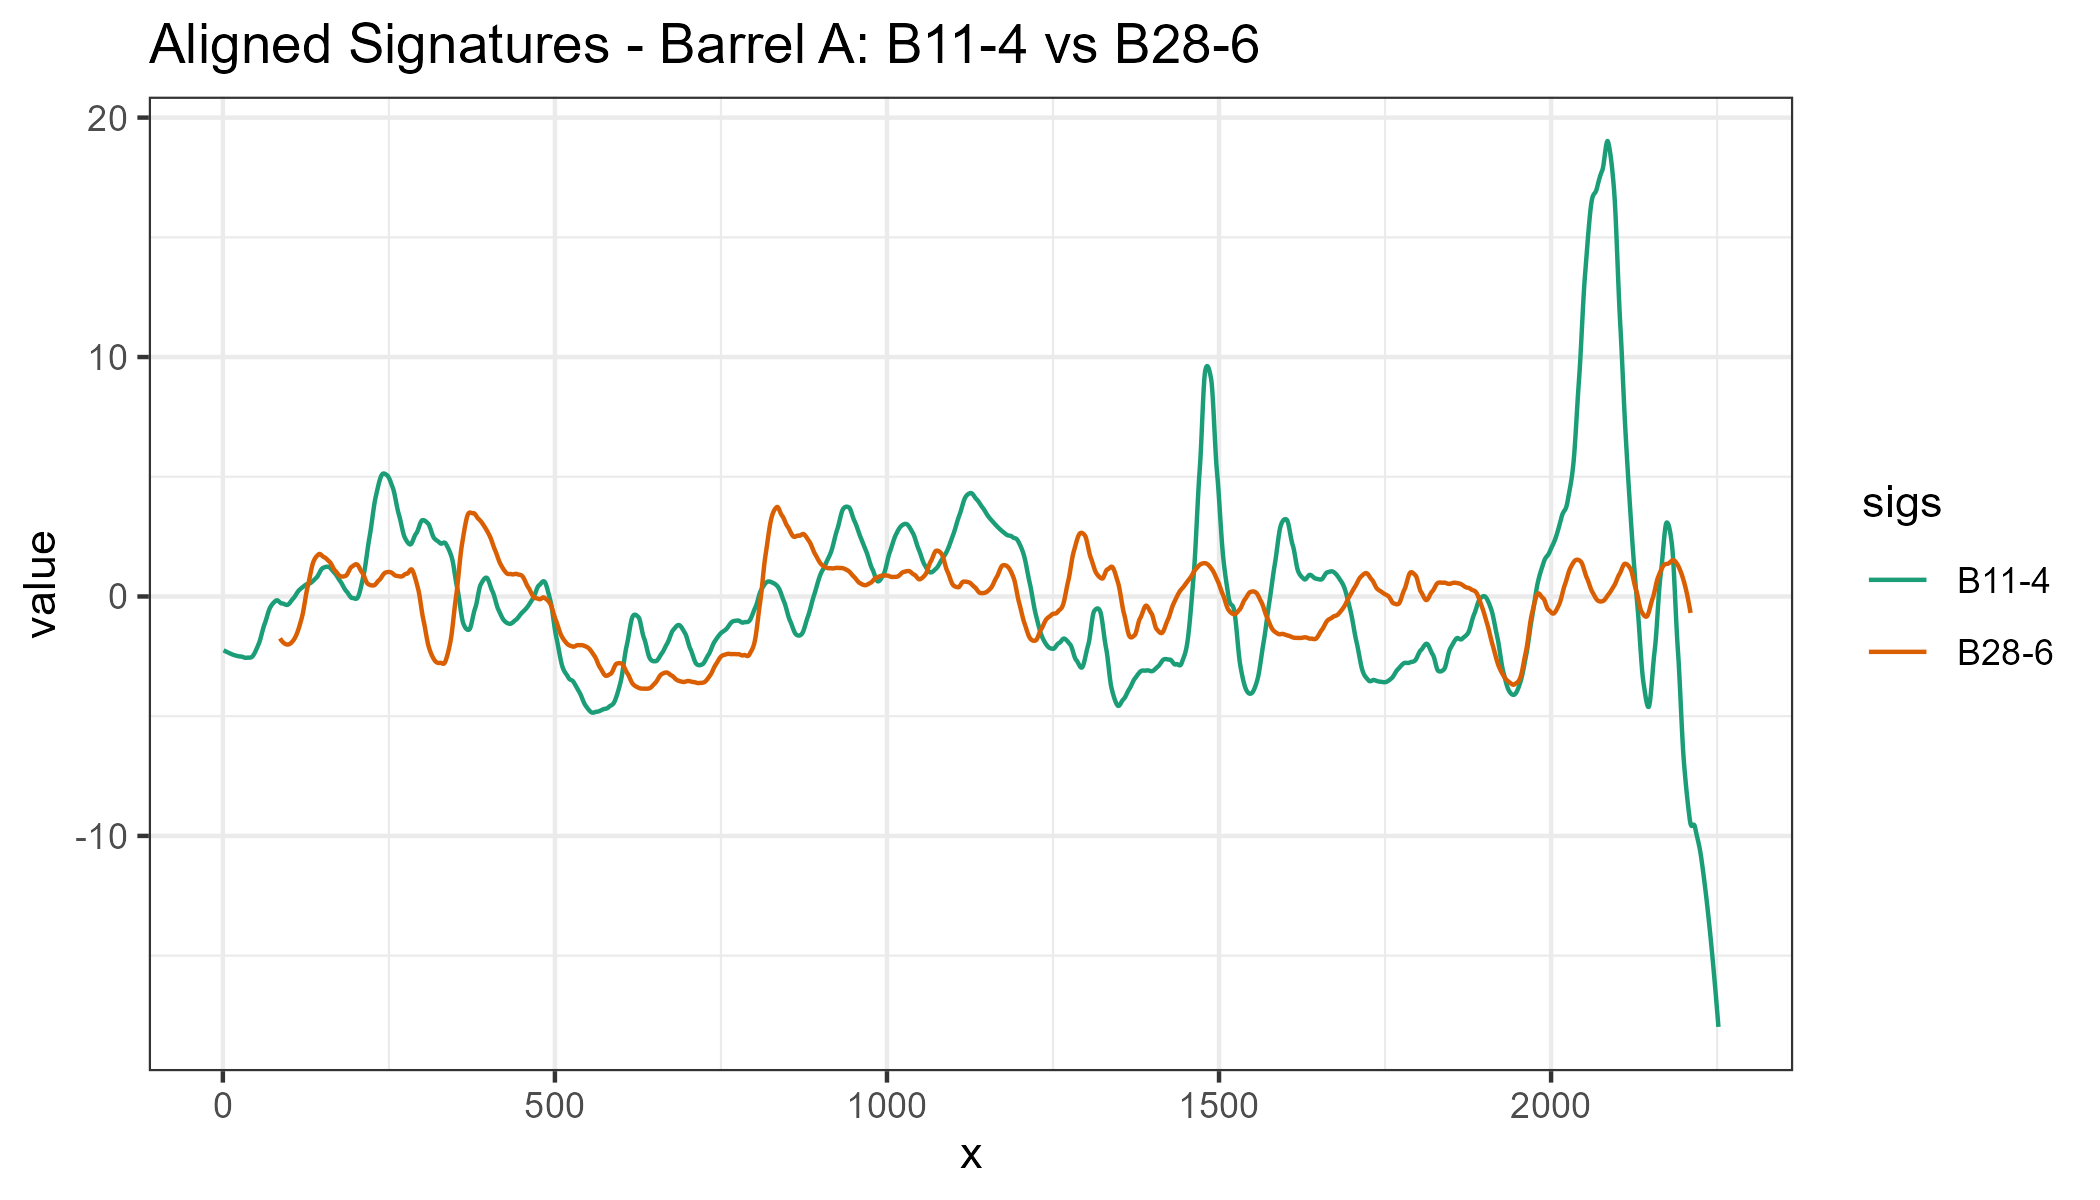 Aligned Signatures - Barrel A: B11-4 vs B28-6
20
10
0
-10
value
0 500 1000 1500 2000
x
sigs
B11-4
B28-6